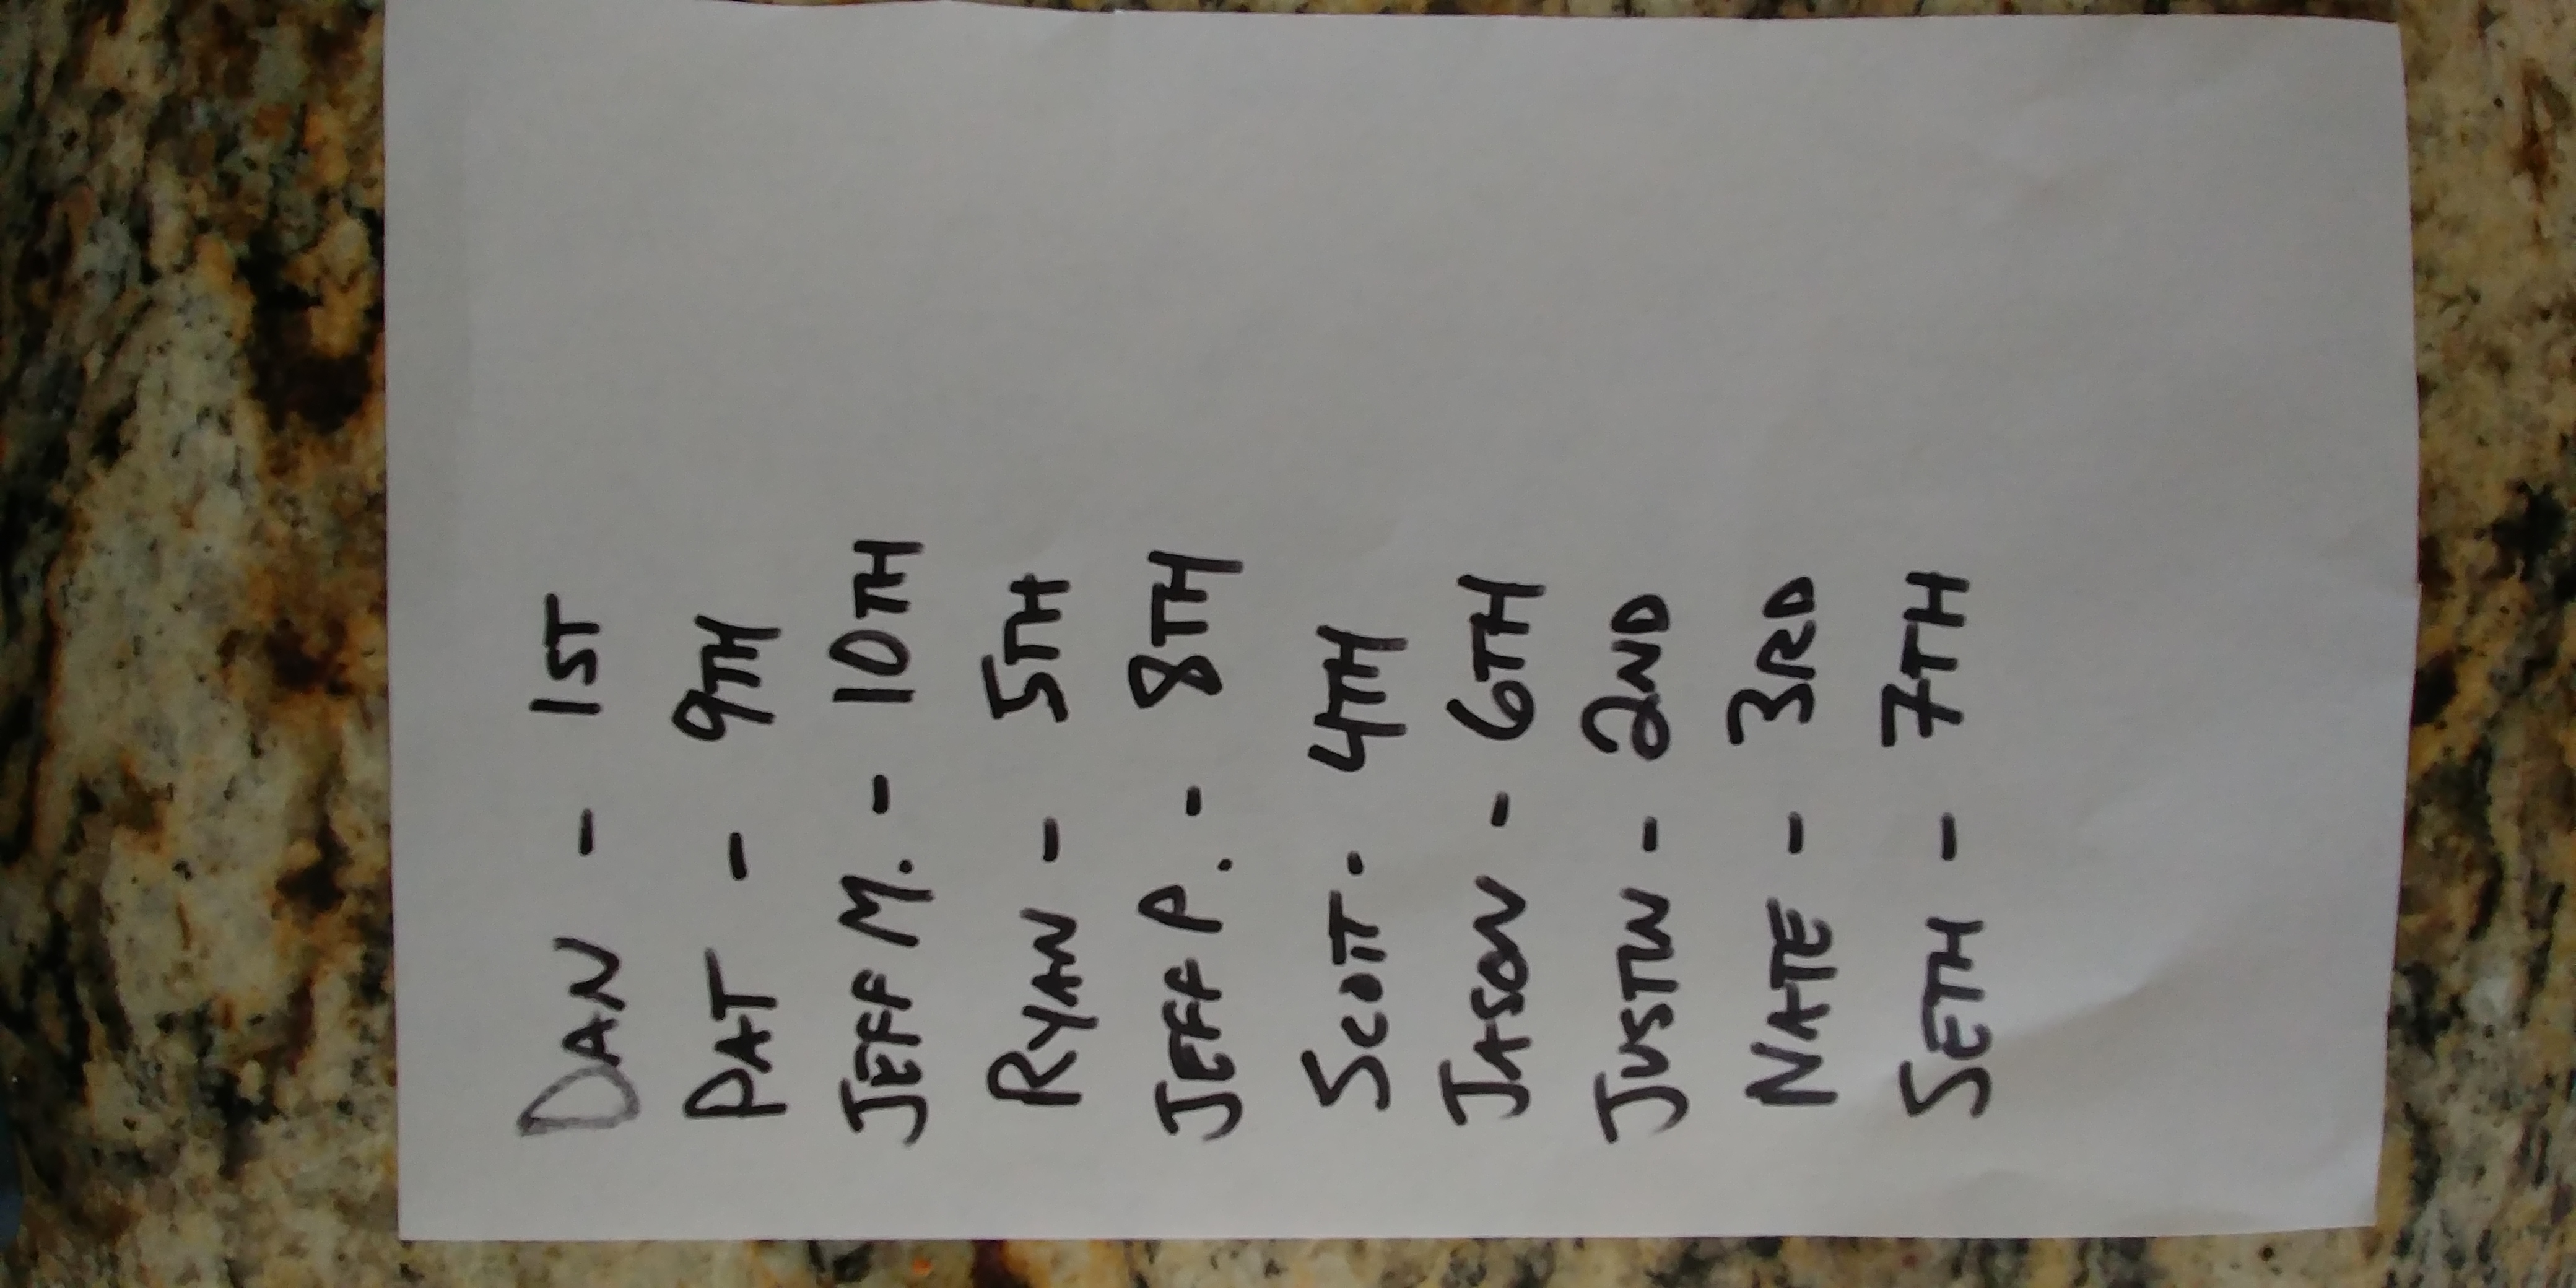 DAN - 1ST
PAT - 9TH
JEFF M. - 10TH
RYAN - 5TH
JEFF P. - 8TH
SCOTT - 4TH
JASON - 6TH
JUSTIN - 2ND
NATE - 3RD
SETH - 7TH